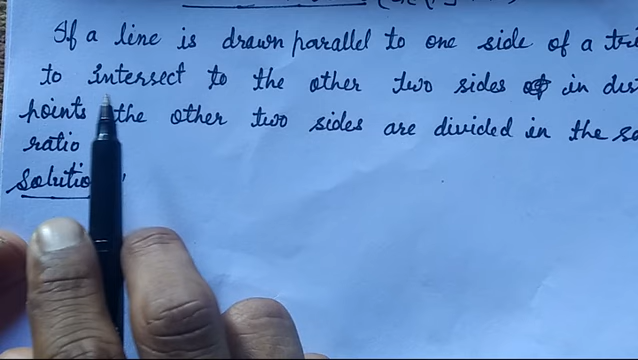 If a line is drawn parallel to one side of a
to intersect to the other two sides in
points the other two sides are divided in the
ratio